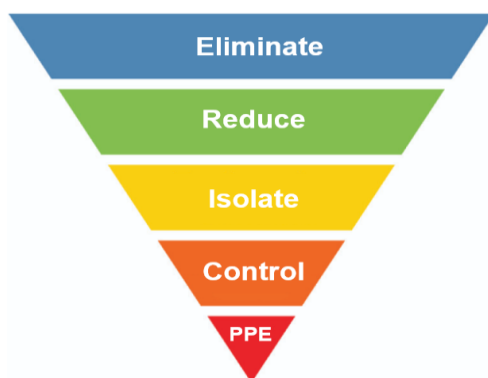 Eliminate
Reduce
Isolate
Control
PPE